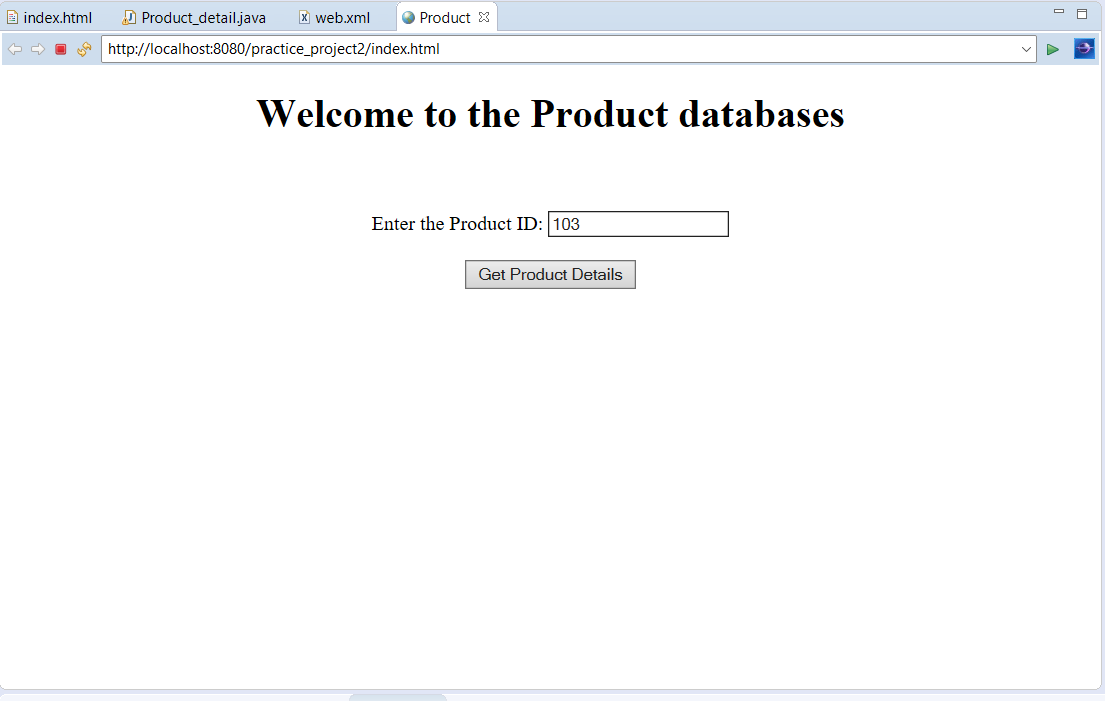 index.html Product_detail.java web.xml Product
http://localhost:8080/practice_project2/index.html
Welcome to the Product databases
Enter the Product ID: 103
Get Product Details